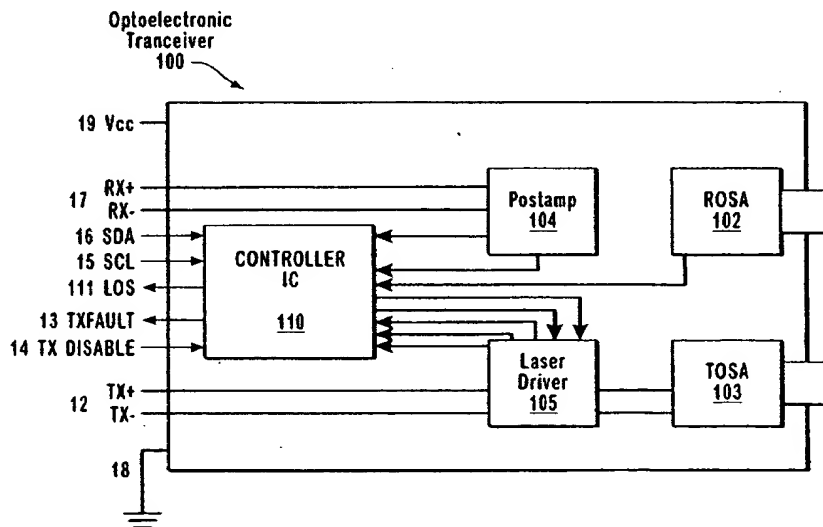 Optoelectronic
Tranceiver
100
19 Vcc
17 RX+
RX-
16 SDA
15 SCL
111 LOS
13 TXFAULT
14 TX DISABLE
12 TX+
TX-
18
CONTROLLER
IC
110
Postamp
104
ROSA
102
Laser
Driver
105
TOSA
103